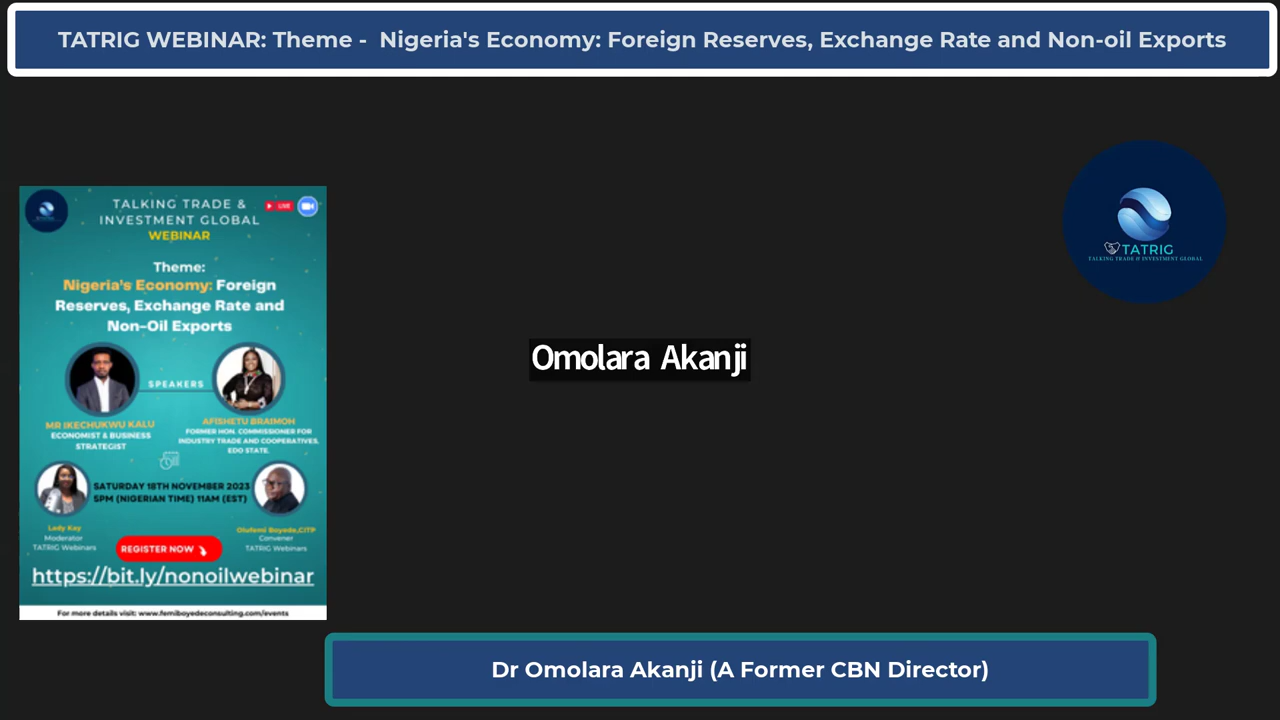 TATRIG WEBINAR: Theme - Nigeria's Economy: Foreign Reserves, Exchange Rate and Non-oil Exports
TALKING TRADE &
INVESTMENT GLOBAL
LIVE
WEBINAR
Theme:
Nigeria's Economy: Foreign
Reserves, Exchange Rate and
Non-Oil Exports
SPEAKERS
MR IKECHUKWU KALU
ECONOMIST & BUSINESS
STRATEGIST
AFISHETU BRAIMOH
FORMER HON. COMMISSIONER FOR
INDUSTRY TRADE AND COOPERATIVES.
EDO STATE.
SATURDAY 18TH NOVEMBER 2023
5PM (NIGERIAN TIME) 11AM (EST)
Lady Kay
Moderator
TATRIG Webinars
Olufemi Boyede,CITP
Convener
TATRIG Webinars
REGISTER NOW
https://bit.ly/nonoilwebinar
For more details visit: www.femiboyedeconsulting.com/events
Omolara Akanji
TATRIG
TALKING TRADE & INVESTMENT GLOBAL
Dr Omolara Akanji (A Former CBN Director)